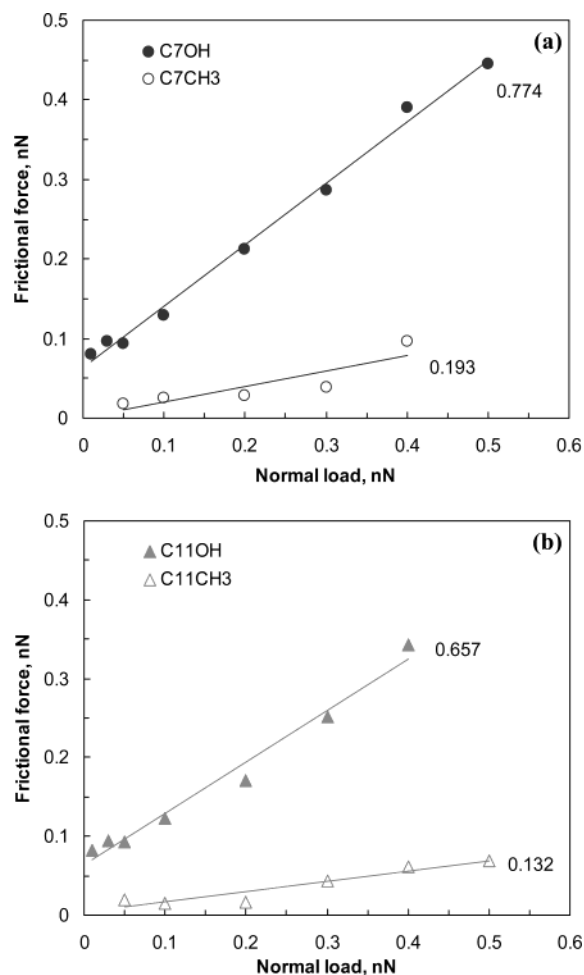 (a)
C7OH
C7CH3
0.774
0.193
Frictional force, nN
0.5
0.4
0.3
0.2
0.1
0
0 0.1 0.2 0.3 0.4 0.5 0.6
Normal load, nN
(b)
C11OH
C11CH3
0.657
0.132
Frictional force, nN
0.5
0.4
0.3
0.2
0.1
0
0 0.1 0.2 0.3 0.4 0.5 0.6
Normal load, nN